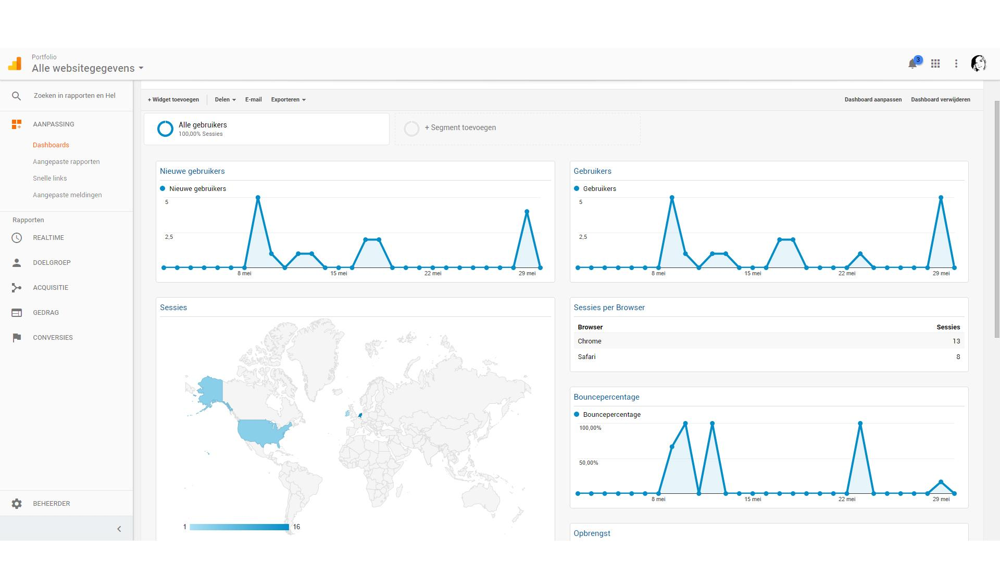 Portfolio
Alle websitegegevens
3
Zoeken in rapporten en Hel
+ Widget toevoegen Delen E-mail Exporteren Dashboard aanpassen Dashboard verwijderen
AANPASSING
Dashboards
Aangepaste rapporten
Snelle links
Aangepaste meldingen
Rapporten
REALTIME
DOELGROEP
ACQUISITIE
GEDRAG
CONVERSIES
BEHEERDER
Alle gebruikers
100,00% Sessies
+ Segment toevoegen
Nieuwe gebruikers
Nieuwe gebruikers
5
2,5
8 mei 15 mei 22 mei 29 mei
Gebruikers
Gebruikers
5
2,5
8 mei 15 mei 22 mei 29 mei
Sessies
1 16
Sessies per Browser
Browser Sessies
Chrome 13
Safari 8
Bouncepercentage
Bouncepercentage
100,00%
50,00%
8 mei 15 mei 22 mei 29 mei
Opbrengst